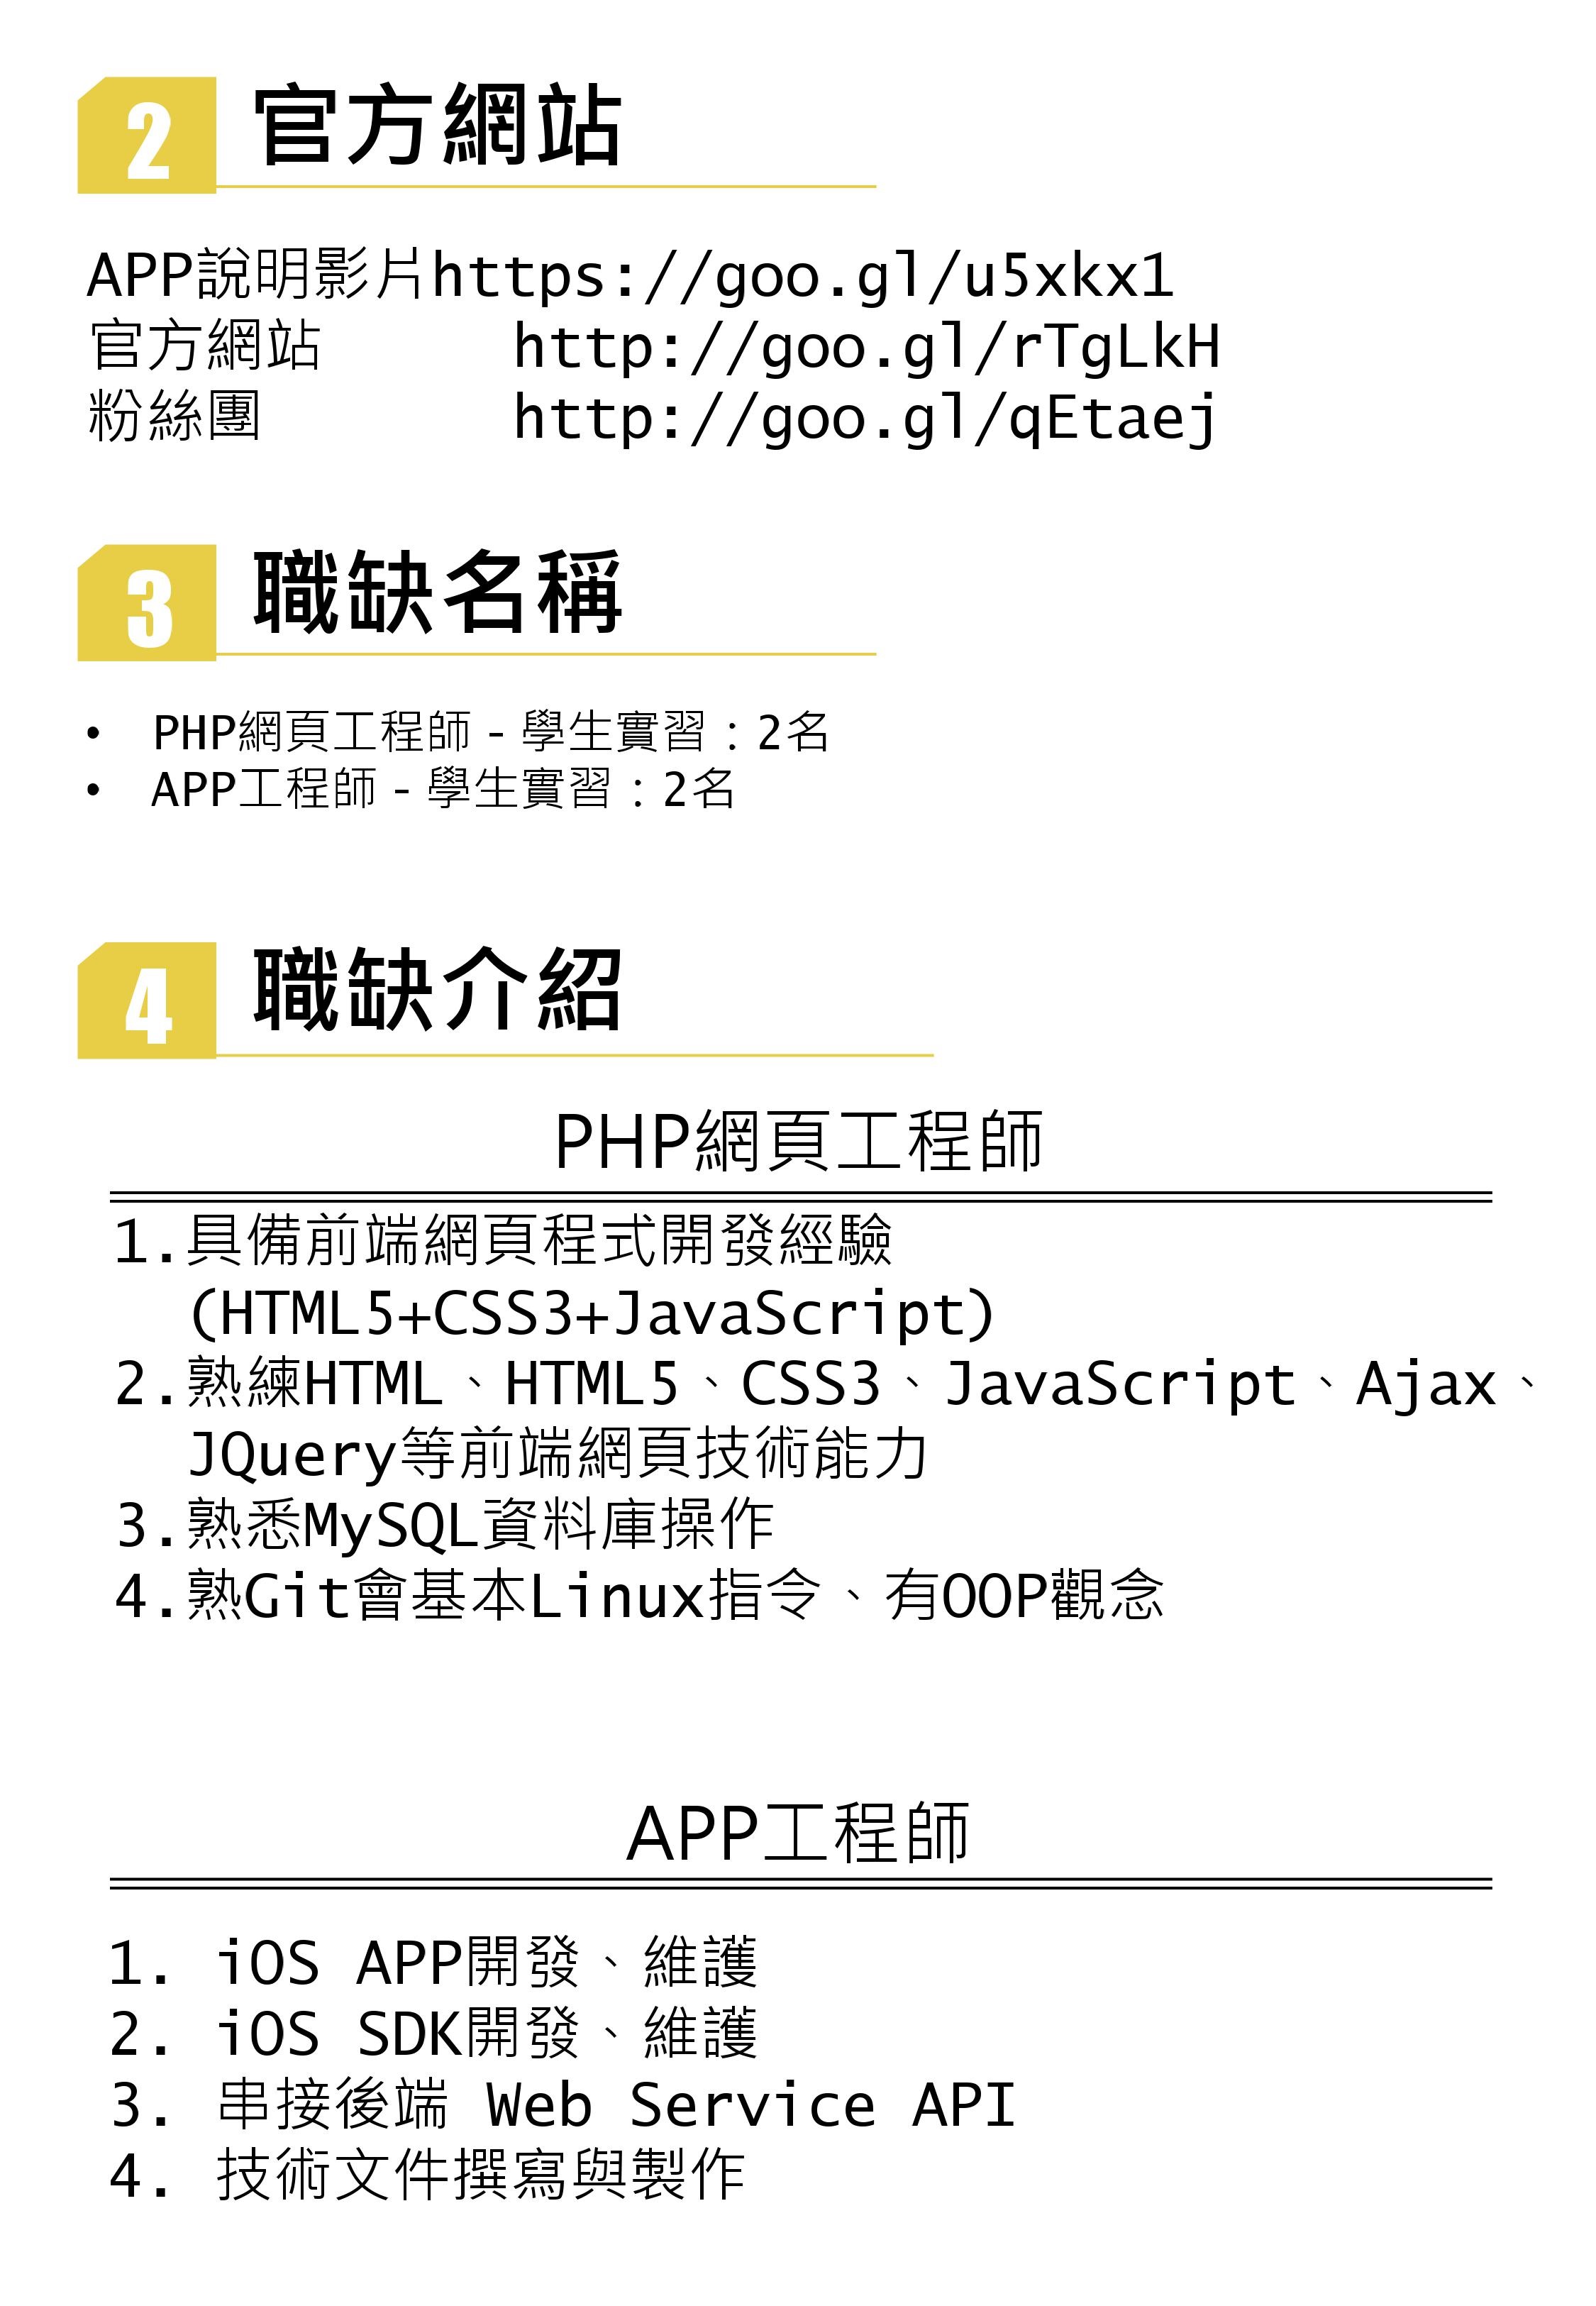 2 官方網站
APP說明影片https://goo.gl/u5xkx1
官方網站 http://goo.gl/rTgLkH
粉絲團 http://goo.gl/qEtaej
3 職缺名稱
• PHP網頁工程師 - 學生實習：2名
• APP工程師 - 學生實習：2名
4 職缺介紹
PHP網頁工程師
1.具備前端網頁程式開發經驗
(HTML5+CSS3+JavaScript)
2.熟練HTML、HTML5、CSS3、JavaScript、Ajax、
JQuery等前端網頁技術能力
3.熟悉MySQL資料庫操作
4.熟Git會基本Linux指令、有OOP觀念
APP工程師
1. iOS APP開發、維護
2. iOS SDK開發、維護
3. 串接後端 Web Service API
4. 技術文件撰寫與製作